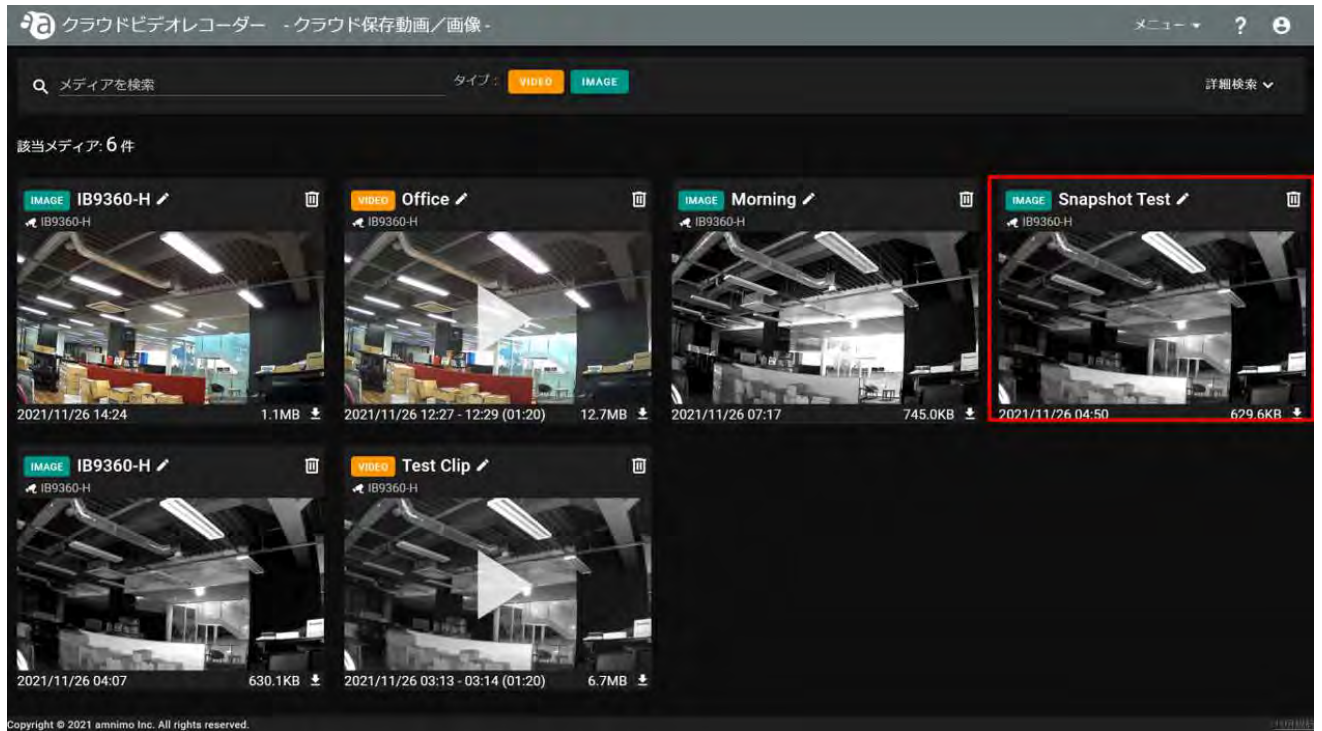 クラウドビデオレコーダー - クラウド保存動画／画像 -
メニュー ?
メディアを検索 タイプ： VIDEO IMAGE 詳細検索
該当メディア: 6 件
IMAGE IB9360-H
IB9360-H
2021/11/26 14:24 1.1MB
VIDEO Office
IB9360-H
2021/11/26 12:27 - 12:29 (01:20) 12.7MB
IMAGE Morning
IB9360-H
2021/11/26 07:17 745.0KB
IMAGE Snapshot Test
IB9360-H
2021/11/26 04:50 629.6KB
IMAGE IB9360-H
IB9360-H
2021/11/26 04:07 630.1KB
VIDEO Test Clip
IB9360-H
2021/11/26 03:13 - 03:14 (01:20) 6.7MB
Copyright © 2021 amnimo Inc. All rights reserved.